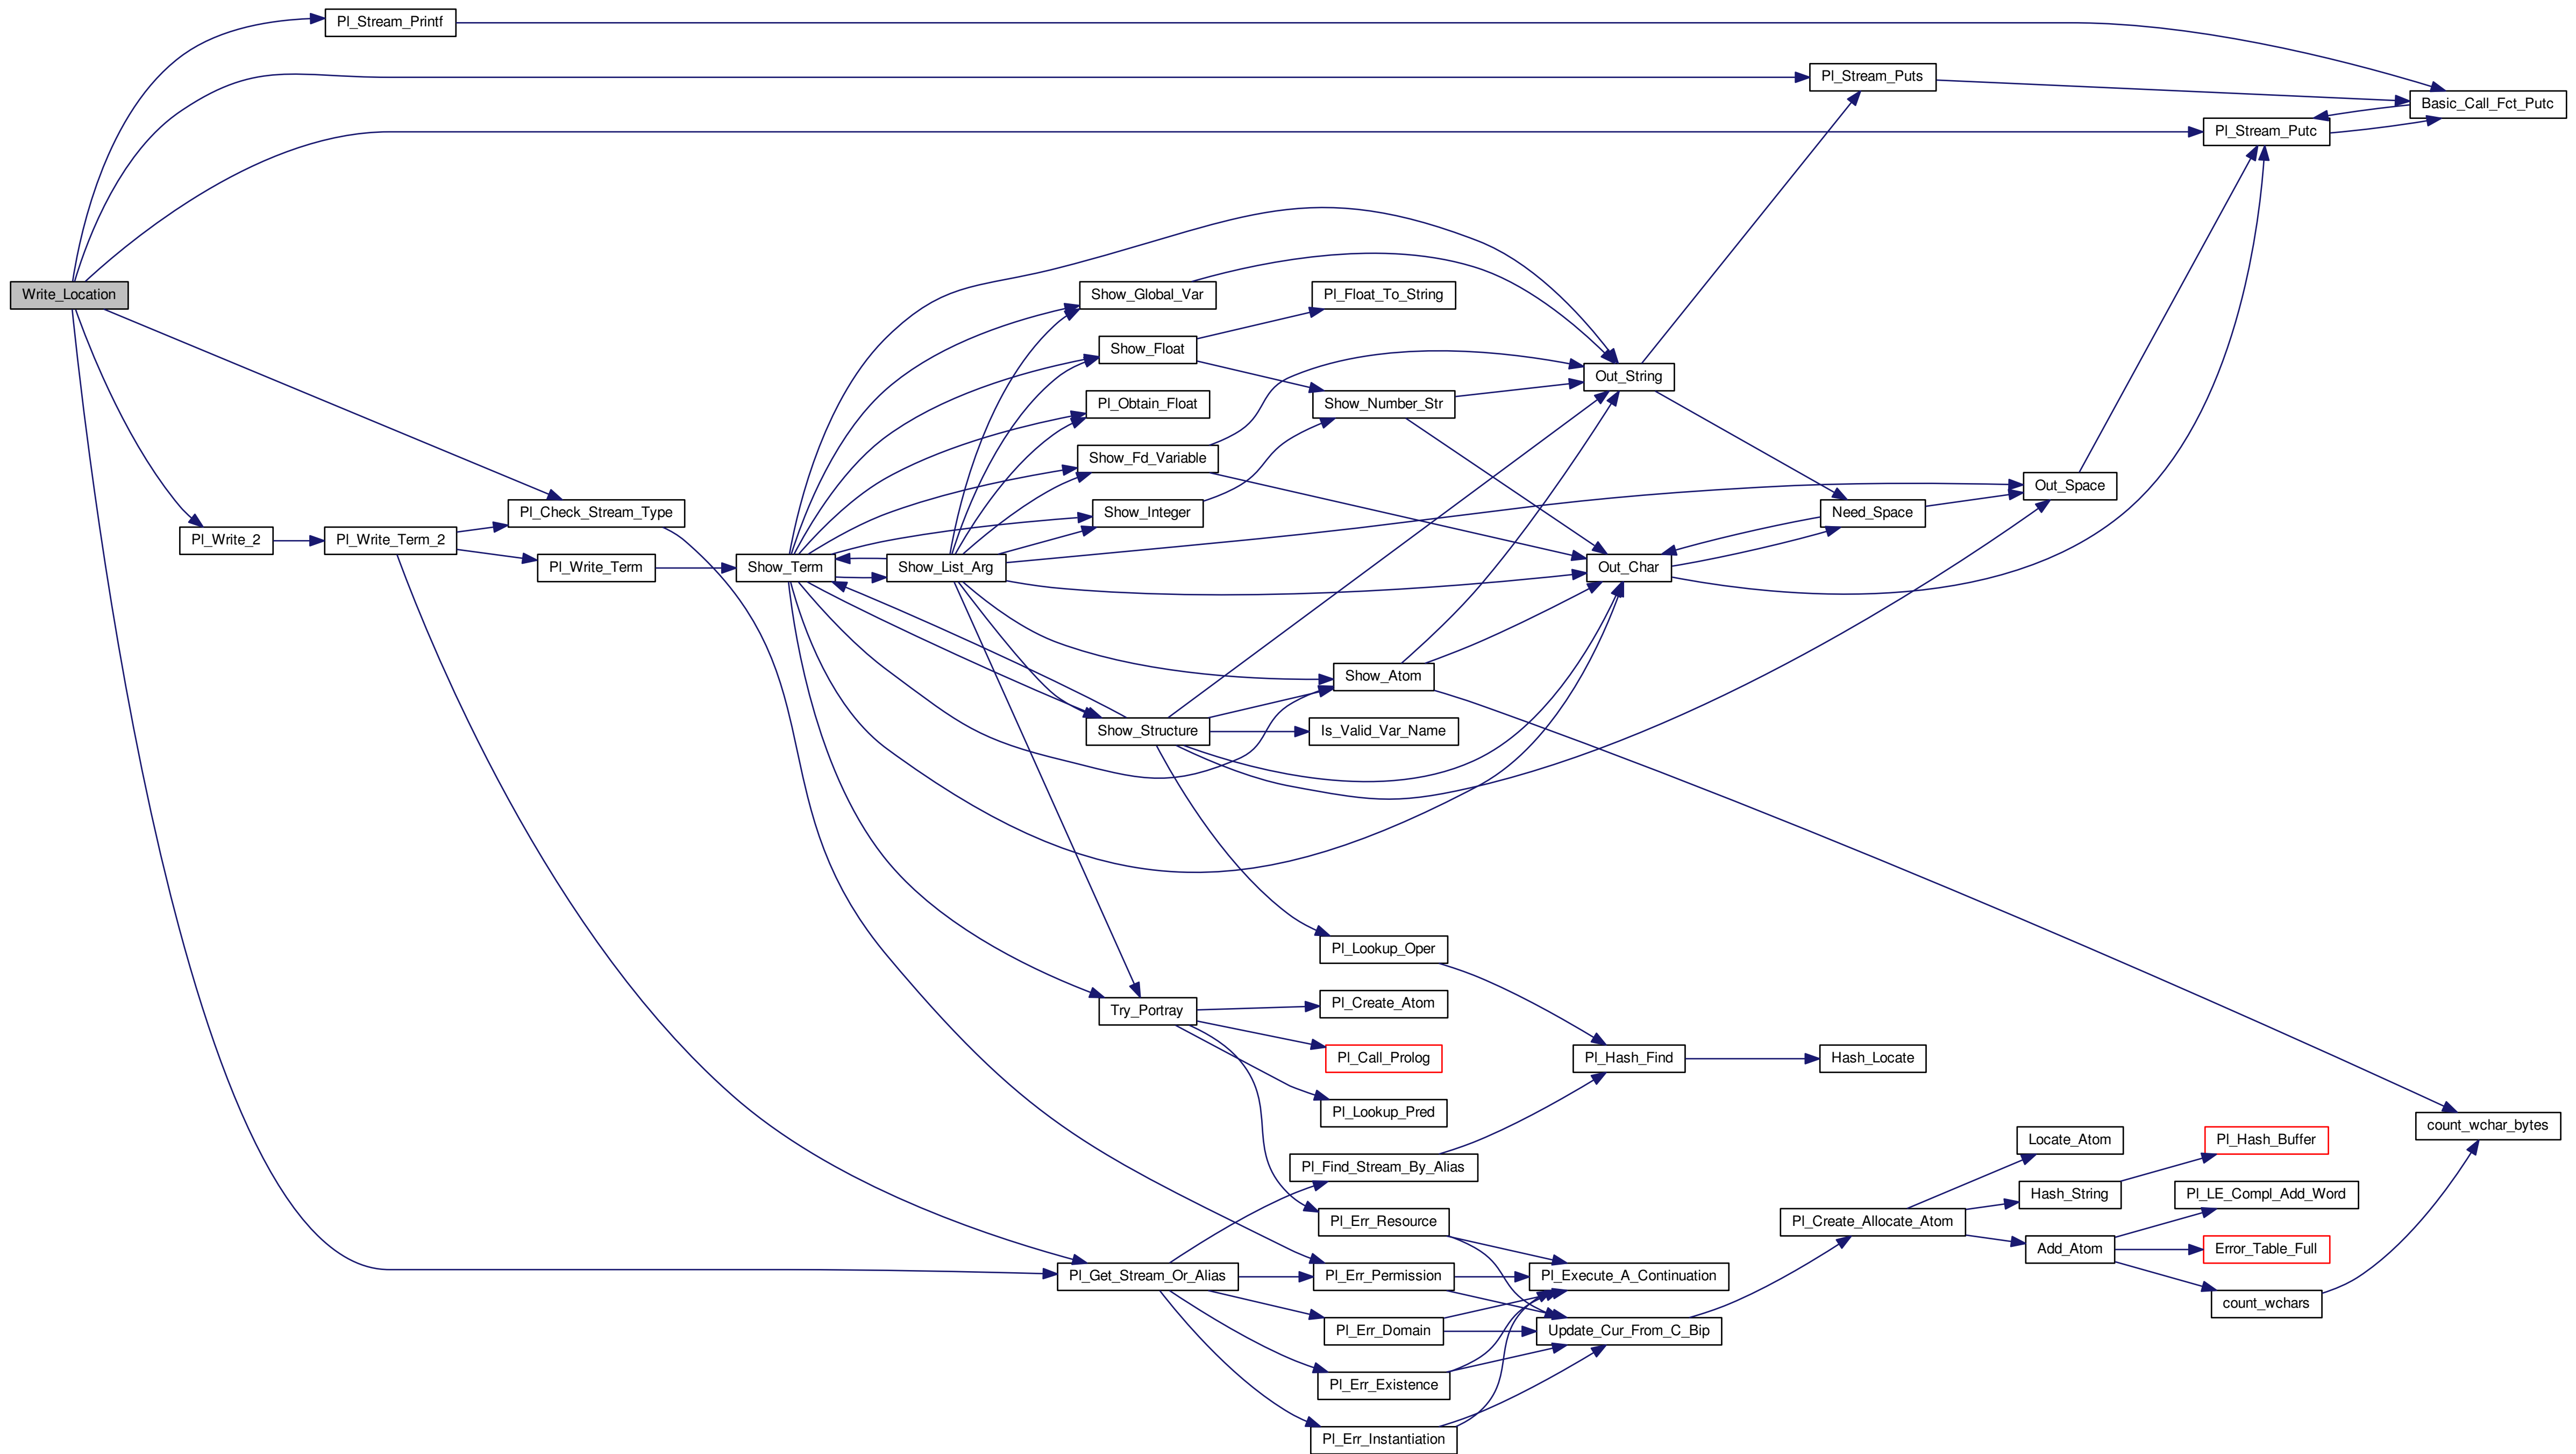 Pl_Stream_Printf
Pl_Stream_Puts
Basic_Call_Fct_Putc
Pl_Stream_Putc
Write_Location
Show_Global_Var
Pl_Float_To_String
Show_Float
Out_String
Pl_Obtain_Float
Show_Number_Str
Show_Fd_Variable
Out_Space
Pl_Check_Stream_Type
Show_Integer
Need_Space
Pl_Write_2
Pl_Write_Term_2
Pl_Write_Term
Show_Term
Show_List_Arg
Out_Char
Show_Atom
Show_Structure
Is_Valid_Var_Name
Pl_Lookup_Oper
Try_Portray
Pl_Create_Atom
Pl_Call_Prolog
Pl_Hash_Find
Hash_Locate
Pl_Lookup_Pred
count_wchar_bytes
Locate_Atom
Pl_Hash_Buffer
Pl_Find_Stream_By_Alias
Hash_String
Pl_LE_Compl_Add_Word
Pl_Err_Resource
Pl_Create_Allocate_Atom
Add_Atom
Error_Table_Full
Pl_Get_Stream_Or_Alias
Pl_Err_Permission
Pl_Execute_A_Continuation
count_wchars
Pl_Err_Domain
Update_Cur_From_C_Bip
Pl_Err_Existence
Pl_Err_Instantiation